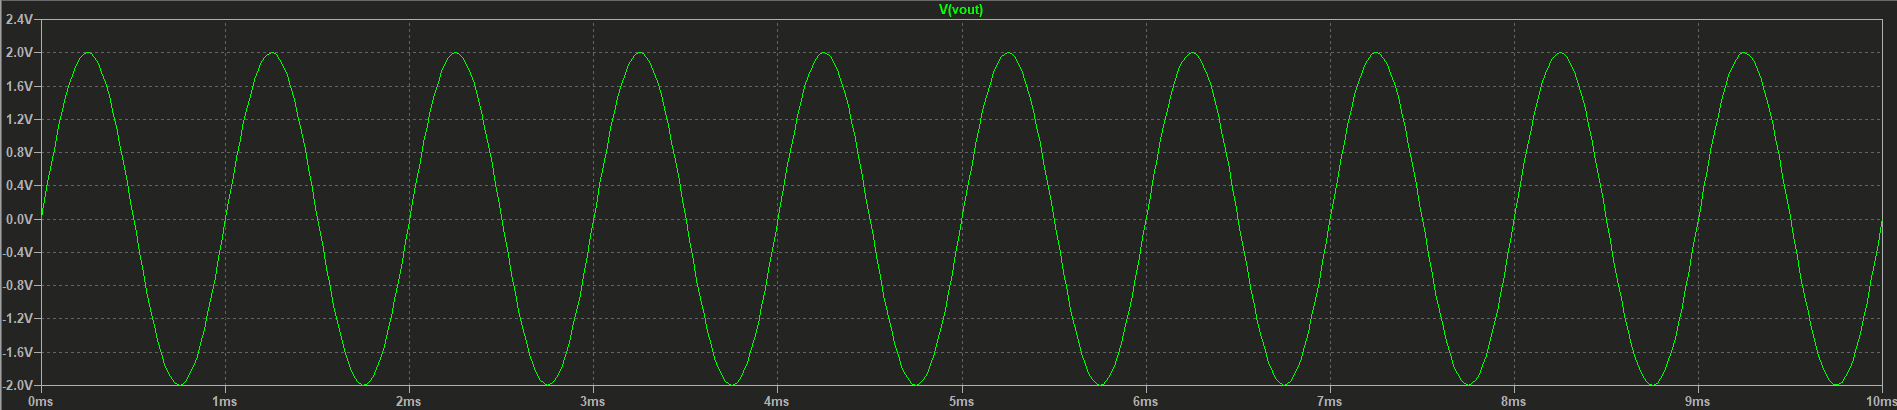 V(vout)
2.4V
2.0V
1.6V
1.2V
0.8V
0.4V
0.0V
-0.4V
-0.8V
-1.2V
-1.6V
-2.0V
0ms 1ms 2ms 3ms 4ms 5ms 6ms 7ms 8ms 9ms 10ms